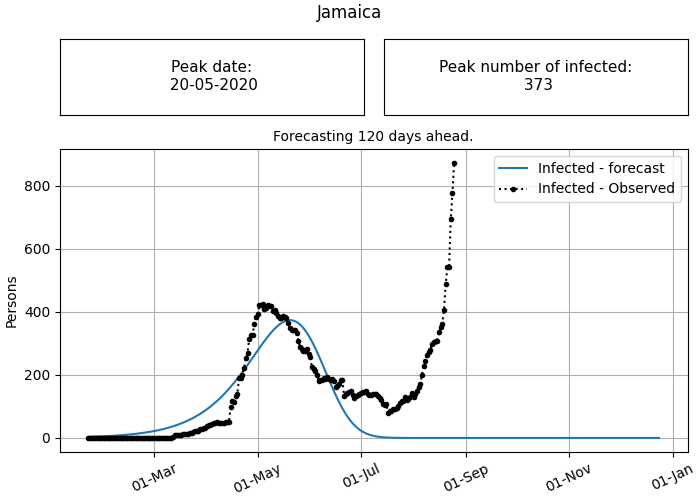 Jamaica
Peak date:
20-05-2020
Peak number of infected:
373
Forecasting 120 days ahead.
Infected - forecast
Infected - Observed
Persons
800
600
400
200
0
01-Mar
01-May
01-Jul
01-Sep
01-Nov
01-Jan